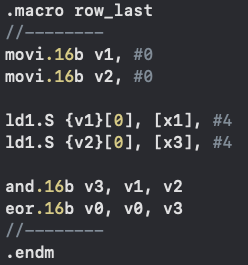 .macro row_last
//--------
movi.16b v1, #0
movi.16b v2, #0

ld1.S {v1}[0], [x1], #4
ld1.S {v2}[0], [x3], #4

and.16b v3, v1, v2
eor.16b v0, v0, v3
//--------
.endm